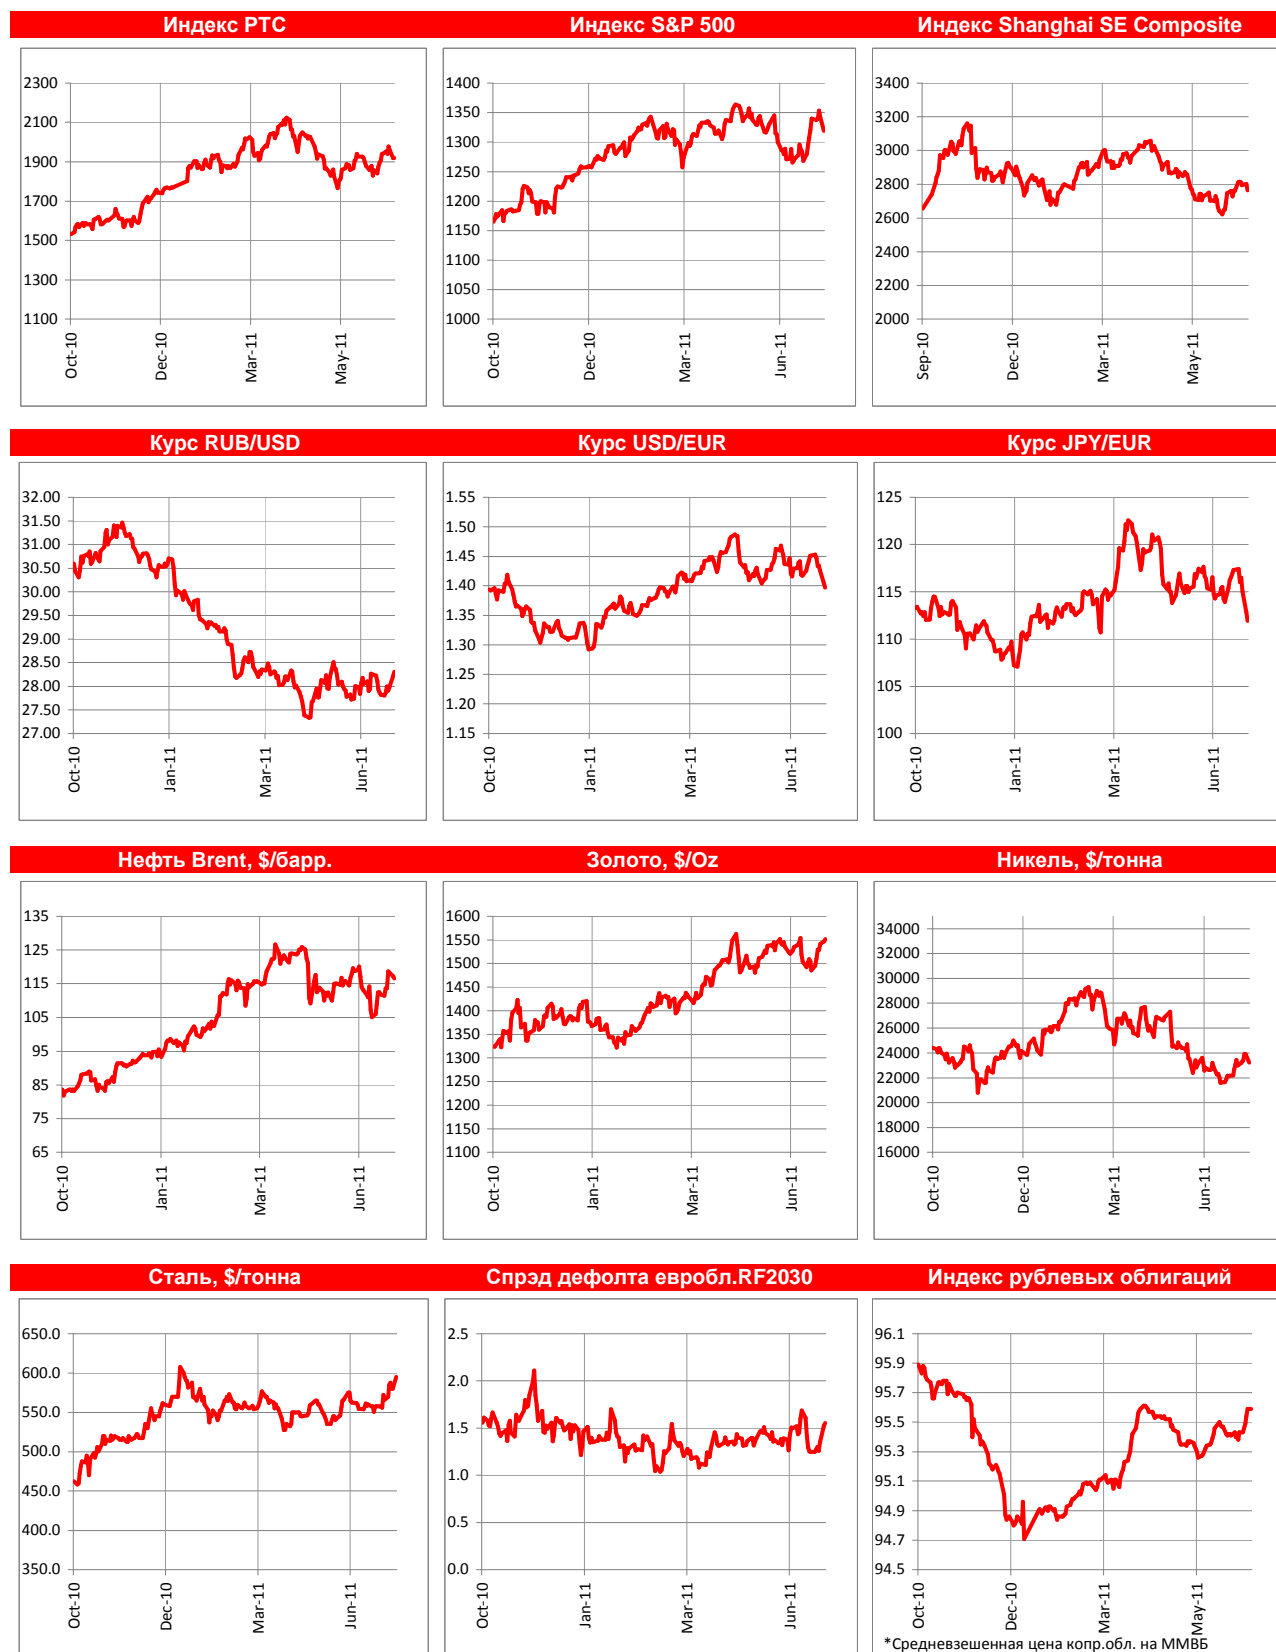 Индекс РТС
Индекс S&P 500
Индекс Shanghai SE Composite
2300
2100
1900
1700
1500
1300
1100
Oct-10
Dec-10
Mar-11
May-11
1400
1350
1300
1250
1200
1150
1100
1050
1000
Oct-10
Dec-10
Mar-11
Jun-11
3400
3200
3000
2800
2600
2400
2200
2000
Sep-10
Dec-10
Mar-11
May-11
Курс RUB/USD
Курс USD/EUR
Курс JPY/EUR
32.00
31.50
31.00
30.50
30.00
29.50
29.00
28.50
28.00
27.50
27.00
Oct-10
Jan-11
Mar-11
Jun-11
1.55
1.50
1.45
1.40
1.35
1.30
1.25
1.20
1.15
Oct-10
Jan-11
Mar-11
Jun-11
125
120
115
110
105
100
Oct-10
Jan-11
Mar-11
Jun-11
Нефть Brent, $/барр.
Золото, $/Oz
Никель, $/тонна
135
125
115
105
95
85
75
65
Oct-10
Jan-11
Mar-11
Jun-11
1600
1550
1500
1450
1400
1350
1300
1250
1200
1150
1100
Oct-10
Jan-11
Mar-11
Jun-11
34000
32000
30000
28000
26000
24000
22000
20000
18000
16000
Oct-10
Dec-10
Mar-11
Jun-11
Сталь, $/тонна
Спрэд дефолта евробл.RF2030
Индекс рублевых облигаций
650.0
600.0
550.0
500.0
450.0
400.0
350.0
Oct-10
Dec-10
Mar-11
Jun-11
2.5
2.0
1.5
1.0
0.5
0.0
Oct-10
Jan-11
Mar-11
Jun-11
96.1
95.9
95.7
95.5
95.3
95.1
94.9
94.7
94.5
Oct-10
Dec-10
Mar-11
May-11
*Средневзешенная цена копр.обл. на ММВБ